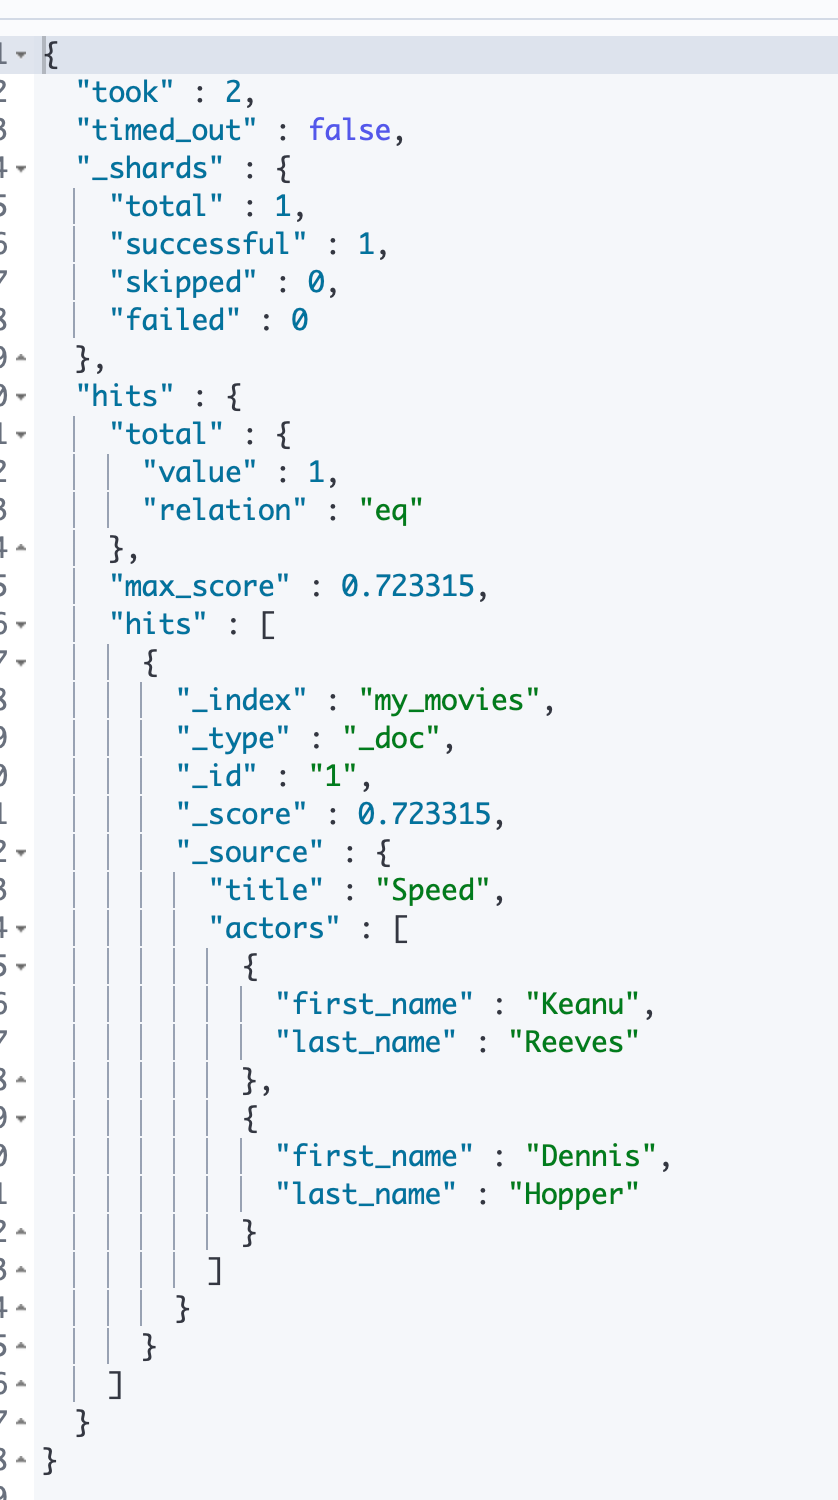 {
  "took" : 2,
  "timed_out" : false,
  "_shards" : {
    "total" : 1,
    "successful" : 1,
    "skipped" : 0,
    "failed" : 0
  },
  "hits" : {
    "total" : {
      "value" : 1,
      "relation" : "eq"
    },
    "max_score" : 0.723315,
    "hits" : [
      {
        "_index" : "my_movies",
        "_type" : "_doc",
        "_id" : "1",
        "_score" : 0.723315,
        "_source" : {
          "title" : "Speed",
          "actors" : [
            {
              "first_name" : "Keanu",
              "last_name" : "Reeves"
            },
            {
              "first_name" : "Dennis",
              "last_name" : "Hopper"
            }
          ]
        }
      }
    ]
  }
}